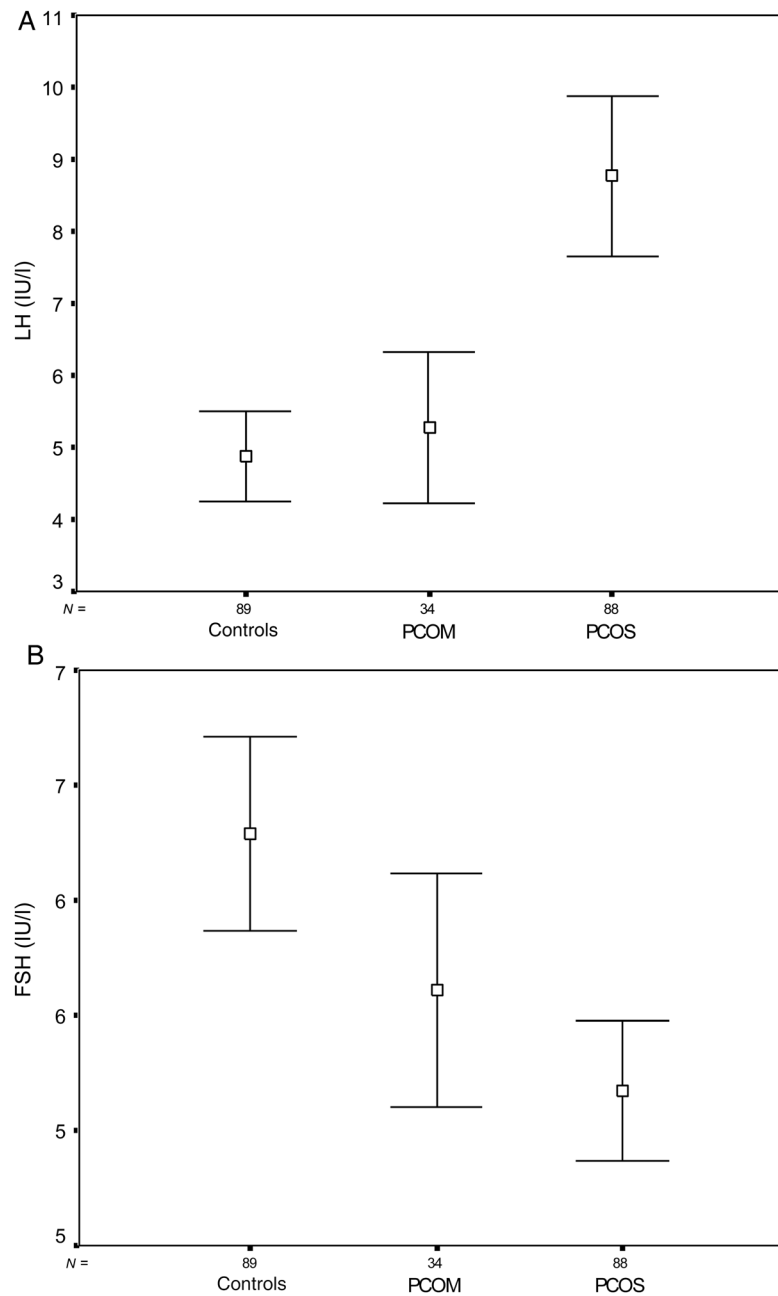 A
11
10
9
8
7
6
5
4
3
LH (IU/l)
N = 89 34 88
Controls PCOM PCOS
B
7
7
6
6
5
5
FSH (IU/l)
N = 89 34 88
Controls PCOM PCOS